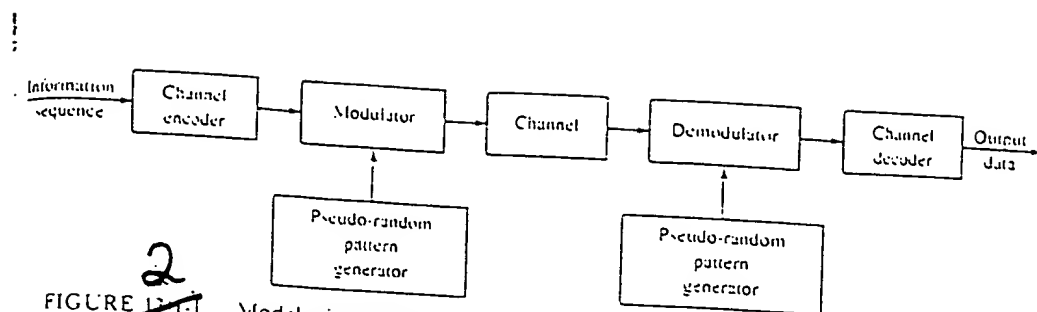 Information
sequence
Channel
encoder
Modulator
Channel
Demodulator
Channel
decoder
Output
data
Pseudo-random
pattern
generator
Pseudo-random
pattern
generator
2
FIGURE